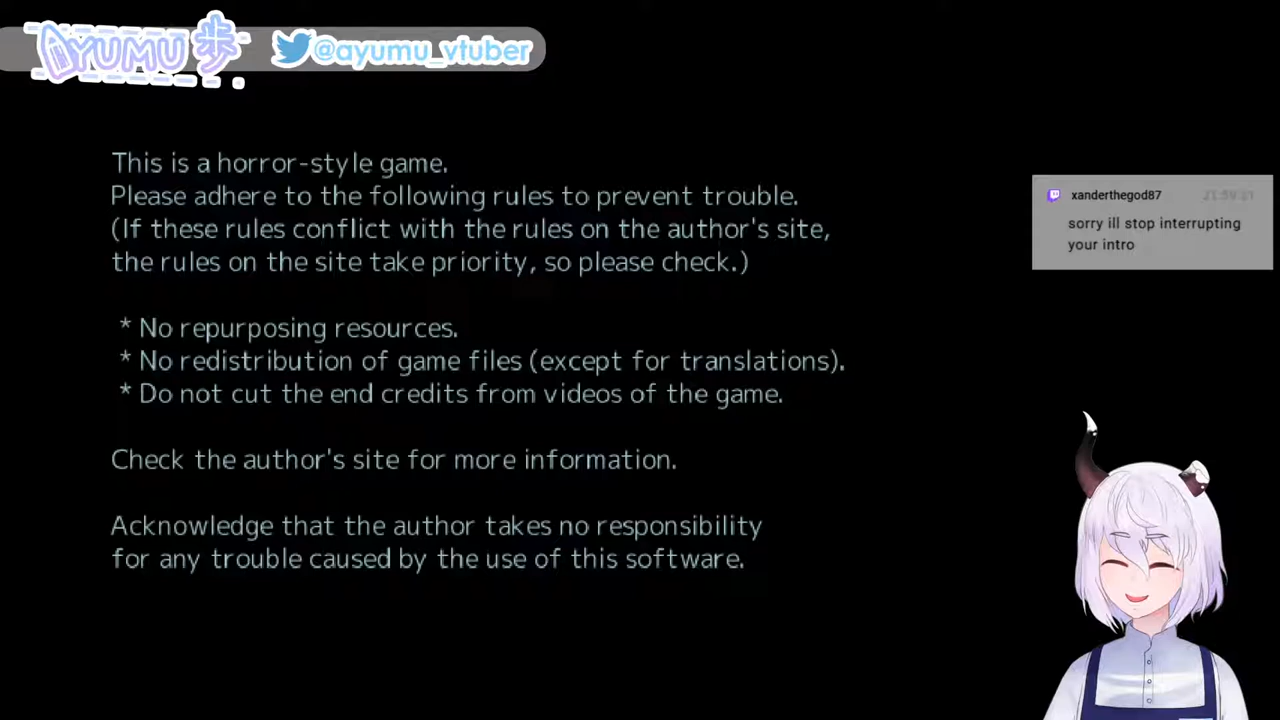 AYUMU 歩
@ayumu_vtuber
This is a horror-style game.
Please adhere to the following rules to prevent trouble.
(If these rules conflict with the rules on the author's site,
the rules on the site take priority, so please check.)
* No repurposing resources.
* No redistribution of game files (except for translations).
* Do not cut the end credits from videos of the game.
Check the author's site for more information.
Acknowledge that the author takes no responsibility
for any trouble caused by the use of this software.
xanderthegod87
sorry ill stop interrupting
your intro